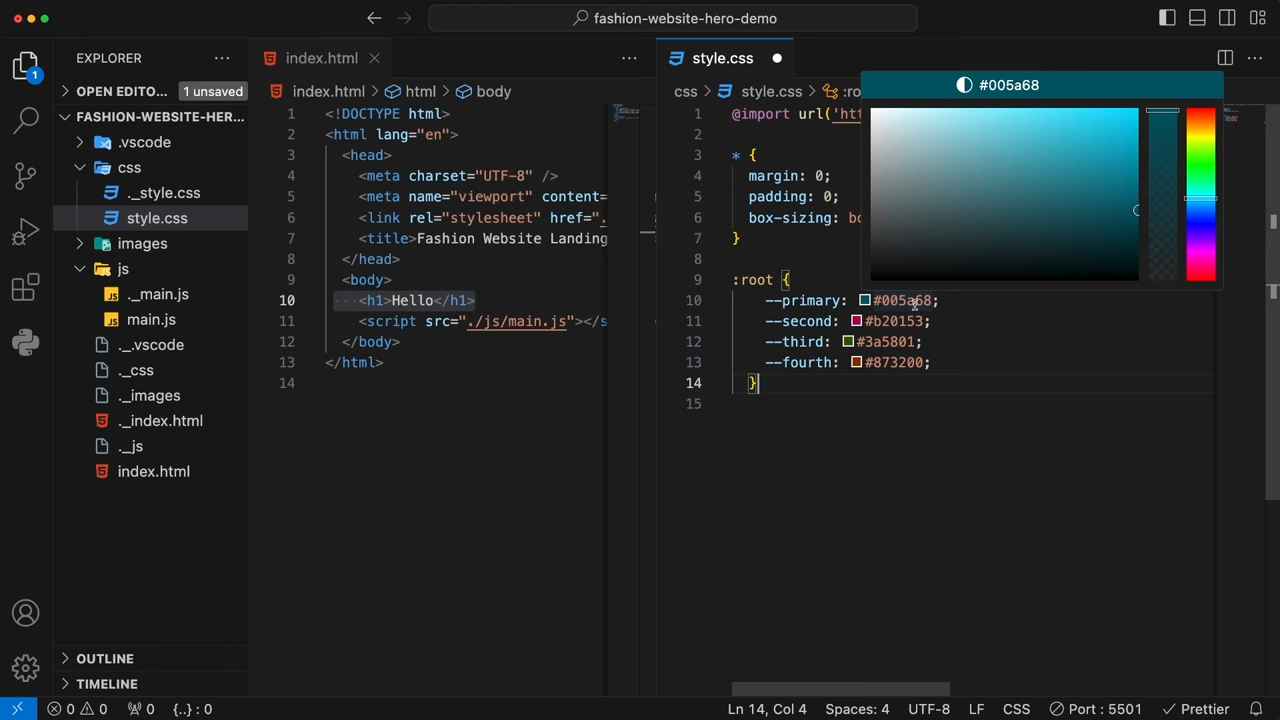 fashion-website-hero-demo
1
EXPLORER
OPEN EDITO...
1 unsaved
FASHION-WEBSITE-HER...
.vscode
css
._style.css
style.css
images
js
._main.js
main.js
._.vscode
._css
._images
._index.html
._js
index.html
OUTLINE
TIMELINE
index.html
index.html > html > body
1 <!DOCTYPE html>
2 <html lang="en">
3 <head>
4 <meta charset="UTF-8" />
5 <meta name="viewport" content=
6 <link rel="stylesheet" href=".
7 <title>Fashion Website Landing
8 </head>
9 <body>
10 <h1>Hello</h1>
11 <script src="./js/main.js"></s
12 </body>
13 </html>
14
style.css
css > style.css > :ro
#005a68
1 @import url('htt
2
3 * {
4 margin: 0;
5 padding: 0;
6 box-sizing: bo
7 }
8
9 :root {
10 --primary: #005a68;
11 --second: #b20153;
12 --third: #3a5801;
13 --fourth: #873200;
14 }
15
0 0 0 {..} : 0
Ln 14, Col 4 Spaces: 4 UTF-8 LF CSS Port : 5501 Prettier